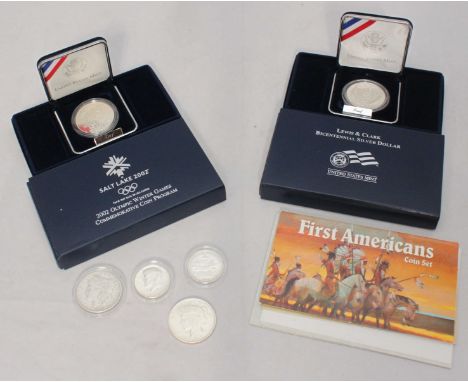 SALT LAKE 2002
2002 OLYMPIC WINTER GAMES
COMMEMORATIVE COIN PROGRAM
LEWIS & CLARK
BICENTENNIAL SILVER DOLLAR
UNITED STATES MINT
First Americans
Coin Set